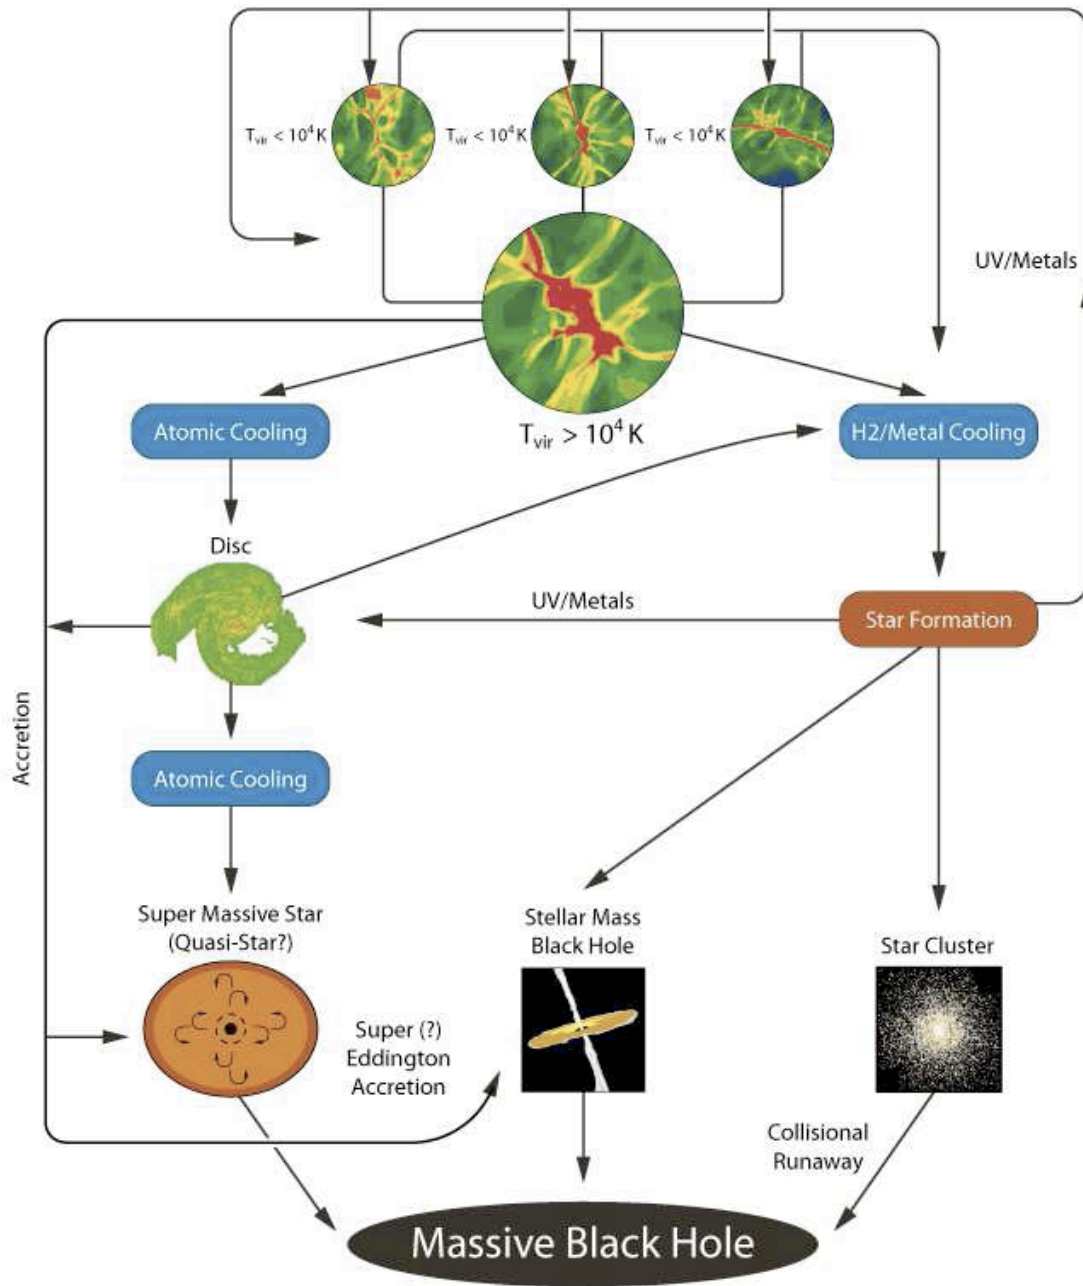 T_vir < 10^4 K
T_vir < 10^4 K
T_vir < 10^4 K
UV/Metals
Atomic Cooling
T_vir > 10^4 K
H2/Metal Cooling
Disc
UV/Metals
Star Formation
Accretion
Atomic Cooling
Super Massive Star
(Quasi-Star?)
Stellar Mass
Black Hole
Star Cluster
Super (?)
Eddington
Accretion
Collisional
Runaway
Massive Black Hole